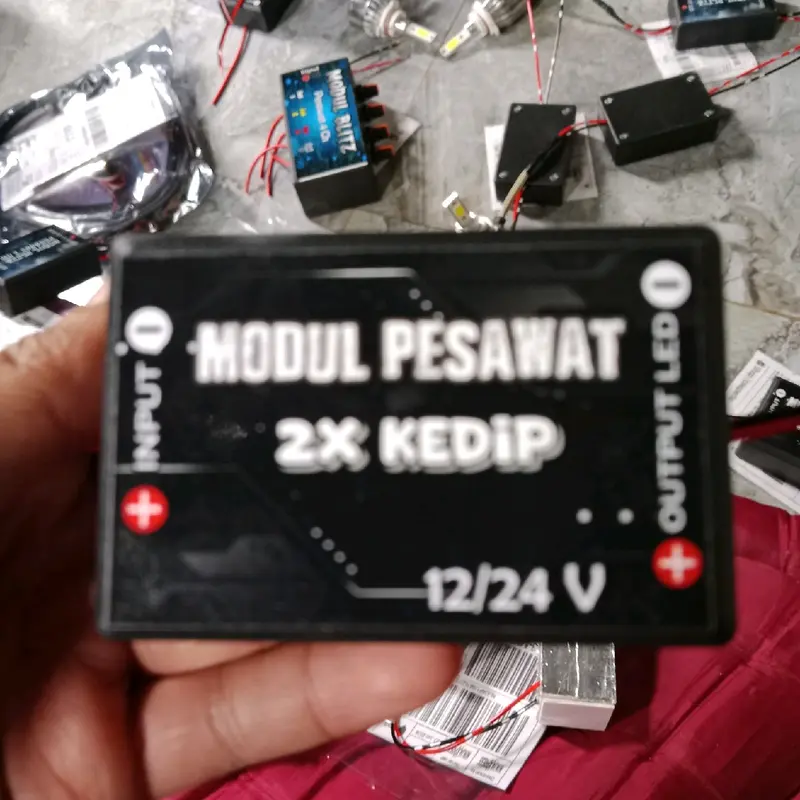 MODUL PESAWAT
2X KEDiP
12/24 V
INPUT
OUTPUT LED
MODUL BLITZ